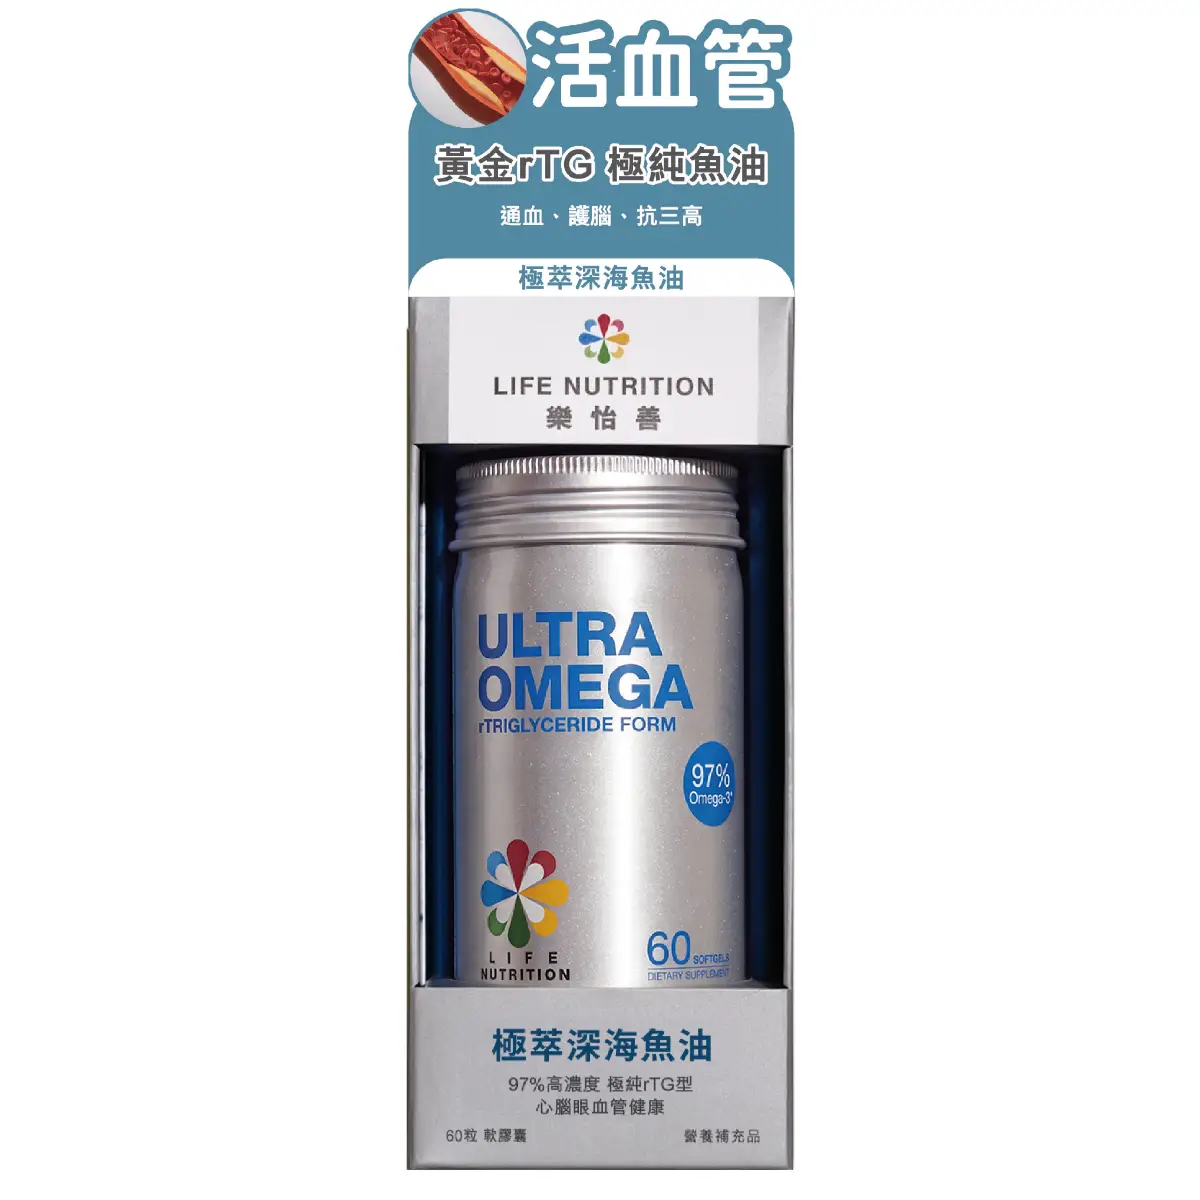 活血管
黃金rTG 極純魚油
通血、護腦、抗三高
極萃深海魚油
LIFE NUTRITION
樂怡善
ULTRA
OMEGA
rTRIGLYCERIDE FORM
97%
Omega-3*
LIFE
NUTRITION
60 SOFTGELS
DIETARY SUPPLEMENT
極萃深海魚油
97%高濃度 極純rTG型
心腦眼血管健康
60粒 軟膠囊
營養補充品